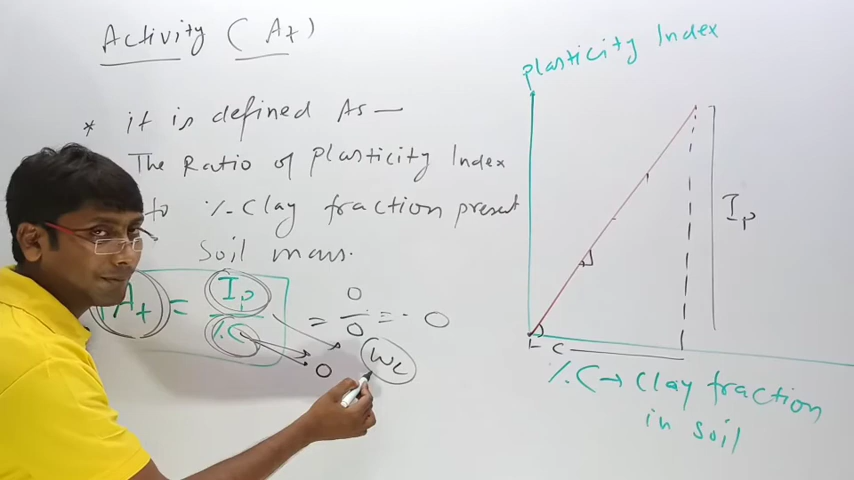 Activity (At)
* it is defined As —
The Ratio of plasticity Index
to %. Clay fraction present
Soil mass.
At = Ip / %.C = 0 / 0 = 0
0
Wc
plasticity Index
Ip
C
%.C → Clay fraction
in soil